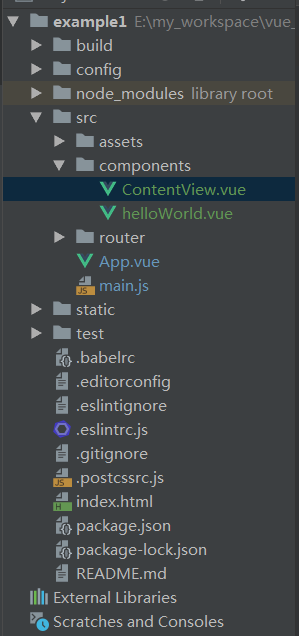 example1 E:\my_workspace\vue_
build
config
node_modules library root
src
assets
components
ContentView.vue
helloWorld.vue
router
App.vue
main.js
static
test
.babelrc
.editorconfig
.eslintignore
.eslintrc.js
.gitignore
.postcssrc.js
index.html
package.json
package-lock.json
README.md
External Libraries
Scratches and Consoles